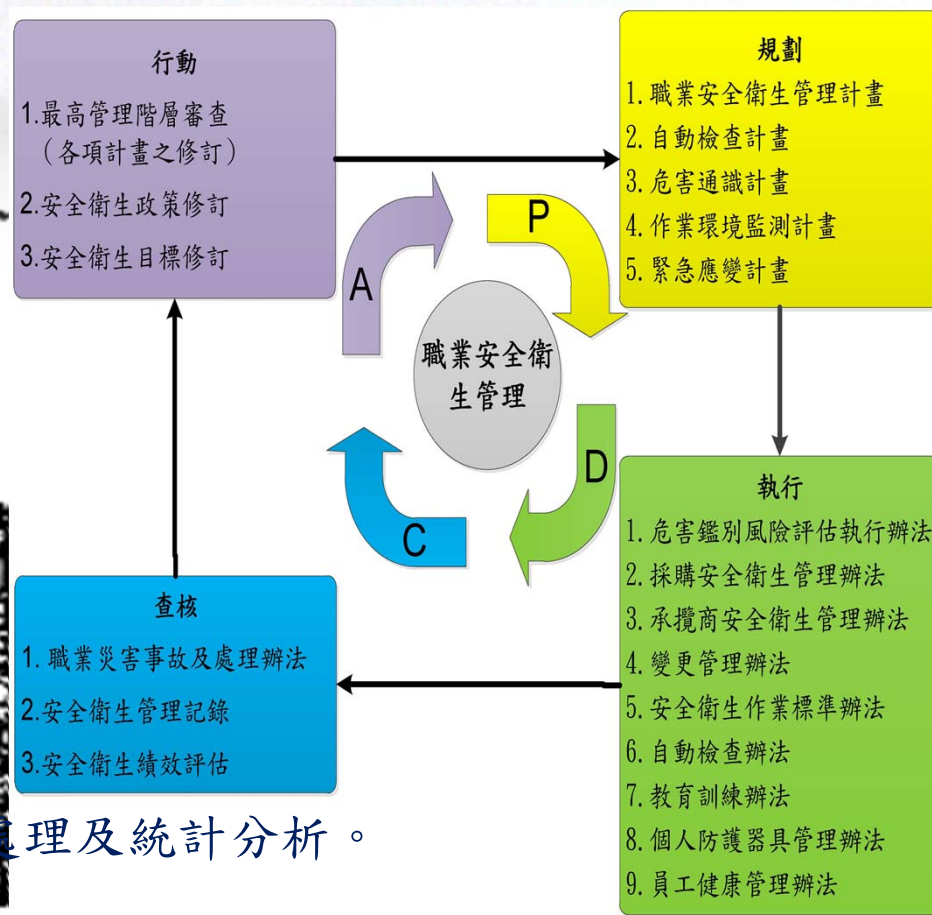 行動
1.最高管理階層審查
（各項計畫之修訂）
2.安全衛生政策修訂
3.安全衛生目標修訂
規劃
1.職業安全衛生管理計畫
2.自動檢查計畫
3.危害通識計畫
4.作業環境監測計畫
5.緊急應變計畫
A
P
職業安全衛
生管理
D
C
執行
1.危害鑑別風險評估執行辦法
2.採購安全衛生管理辦法
3.承攬商安全衛生管理辦法
4.變更管理辦法
5.安全衛生作業標準辦法
6.自動檢查辦法
7.教育訓練辦法
8.個人防護器具管理辦法
9.員工健康管理辦法
查核
1. 職業災害事故及處理辦法
2.安全衛生管理記錄
3.安全衛生績效評估
處理及統計分析。